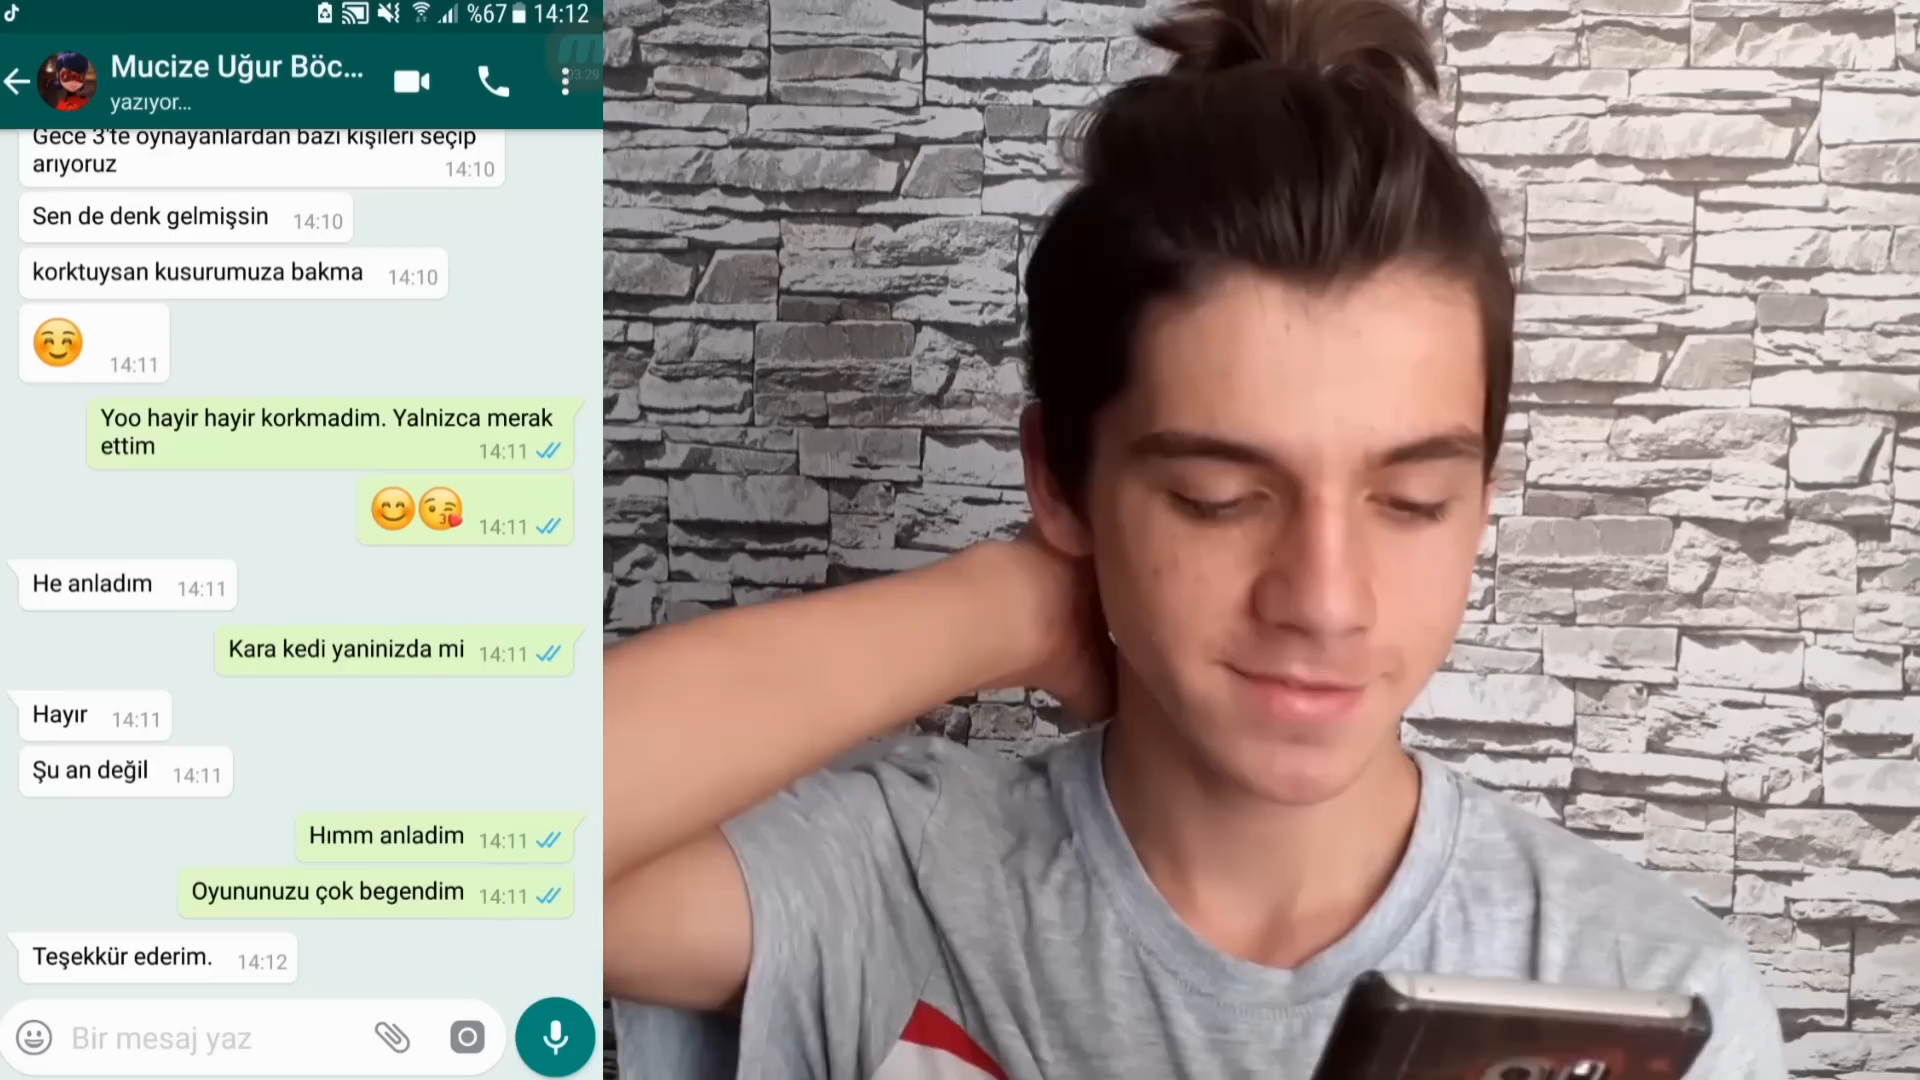 %67 14:12
Mucize Uğur Böc...
yazıyor...
03:29
Gece 3'te oynayanlardan bazı kişileri seçip
arıyoruz 14:10
Sen de denk gelmişsin 14:10
korktuysan kusurumuza bakma 14:10
14:11
Yoo hayir hayir korkmadim. Yalnizca merak
ettim 14:11
14:11
He anladım 14:11
Kara kedi yaninizda mi 14:11
Hayır 14:11
Şu an değil 14:11
Hımm anladim 14:11
Oyununuzu çok begendim 14:11
Teşekkür ederim. 14:12
Bir mesaj yaz